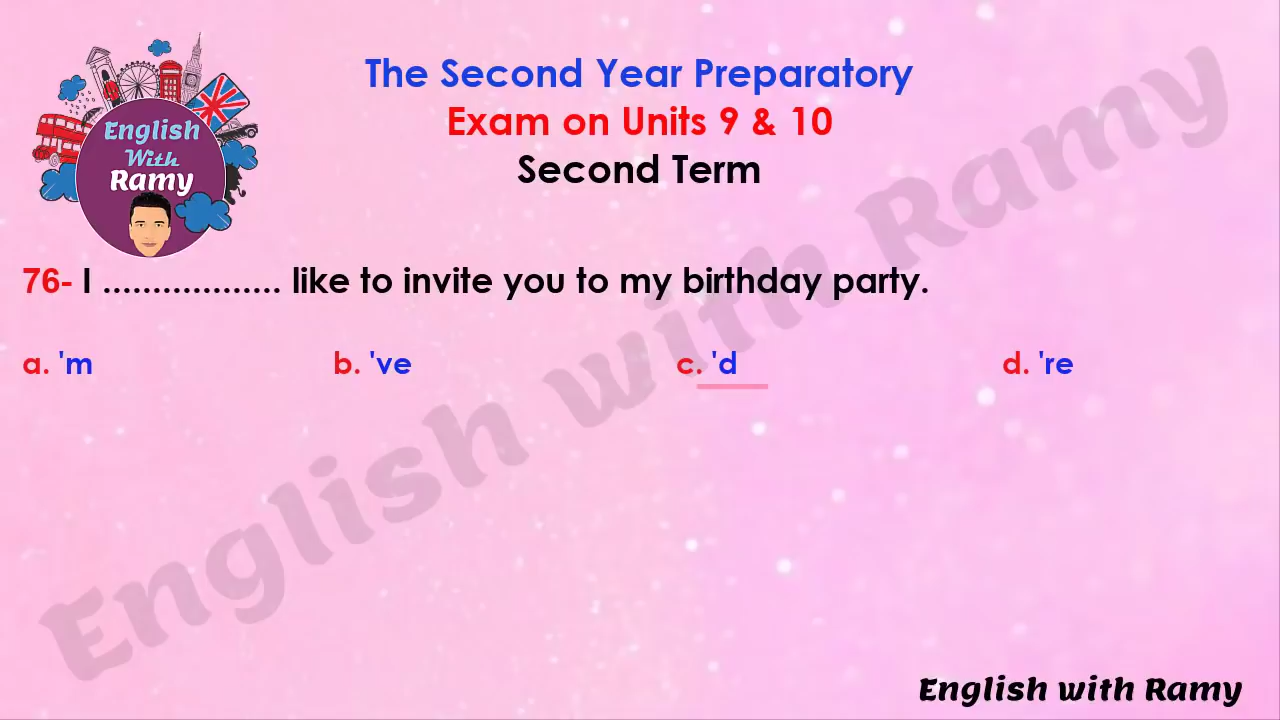 English
With
Ramy
The Second Year Preparatory
Exam on Units 9 & 10
Second Term
76- I .................. like to invite you to my birthday party.
a. 'm b. 've c. 'd d. 're
English with Ramy
English with Ramy